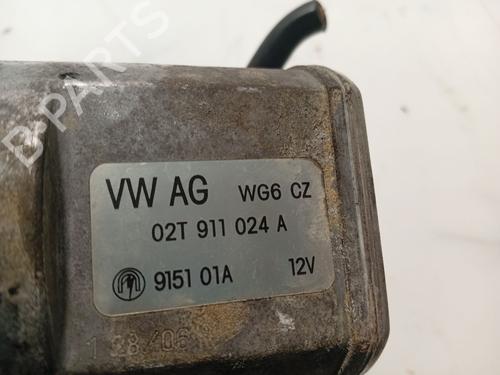 B-PARTS
VW AG WG6 CZ
02T 911 024 A
9151 01A 12V